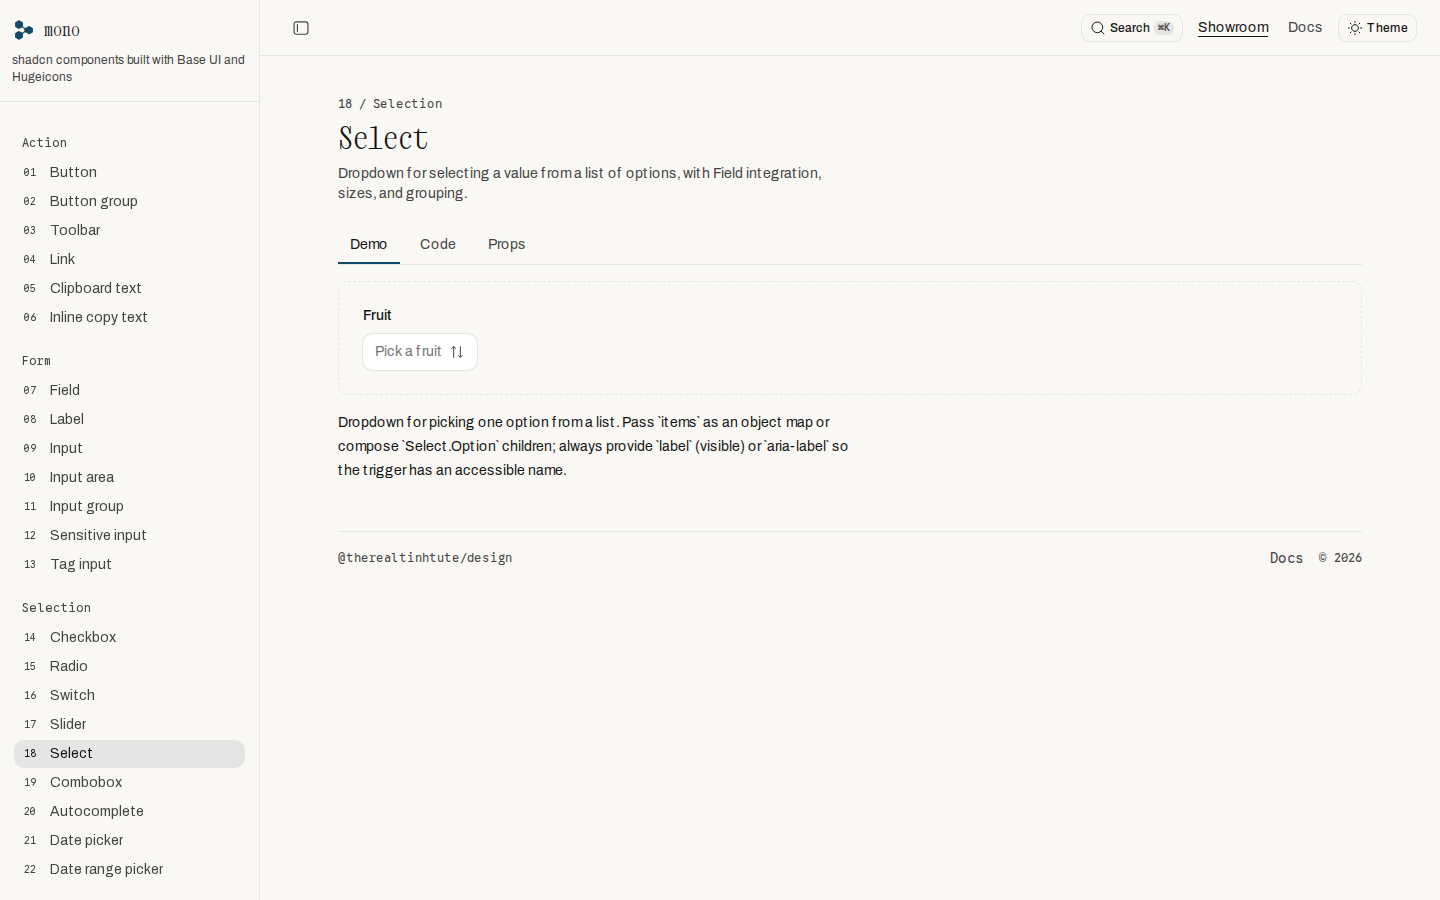 mono
shadcn components built with Base UI and
Hugeicons
Action
01 Button
02 Button group
03 Toolbar
04 Link
05 Clipboard text
06 Inline copy text
Form
07 Field
08 Label
09 Input
10 Input area
11 Input group
12 Sensitive input
13 Tag input
Selection
14 Checkbox
15 Radio
16 Switch
17 Slider
18 Select
19 Combobox
20 Autocomplete
21 Date picker
22 Date range picker
Search ⌘K Showroom Docs Theme
18 / Selection
Select
Dropdown for selecting a value from a list of options, with Field integration,
sizes, and grouping.
Demo Code Props
Fruit
Pick a fruit
Dropdown for picking one option from a list. Pass `items` as an object map or
compose `Select.Option` children; always provide `label` (visible) or `aria-label` so
the trigger has an accessible name.
@therealtinhtute/design Docs © 2026